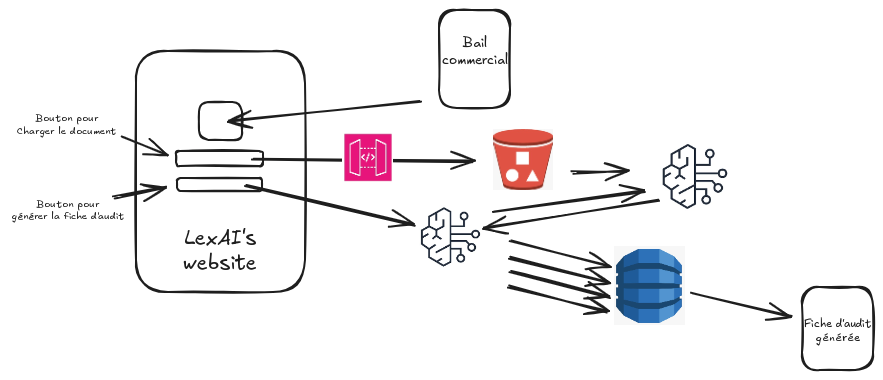 Bail
commercial
Bouton pour
Charger le document
Bouton pour
générer la fiche d'audit
LexAI's
website
Fiche d'audit
générée